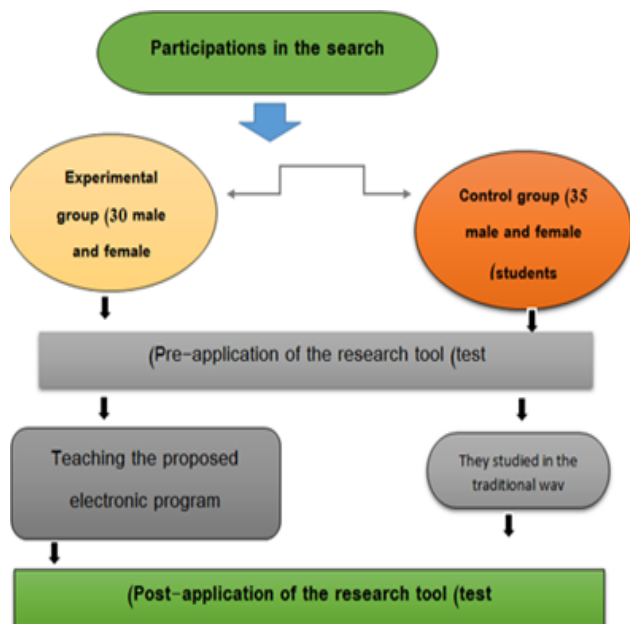 Participations in the search
Experimental
group (30 male
and female
Control group (35
male and female
(students
(Pre-application of the research tool (test
Teaching the proposed
electronic program
They studied in the
traditional way
(Post-application of the research tool (test